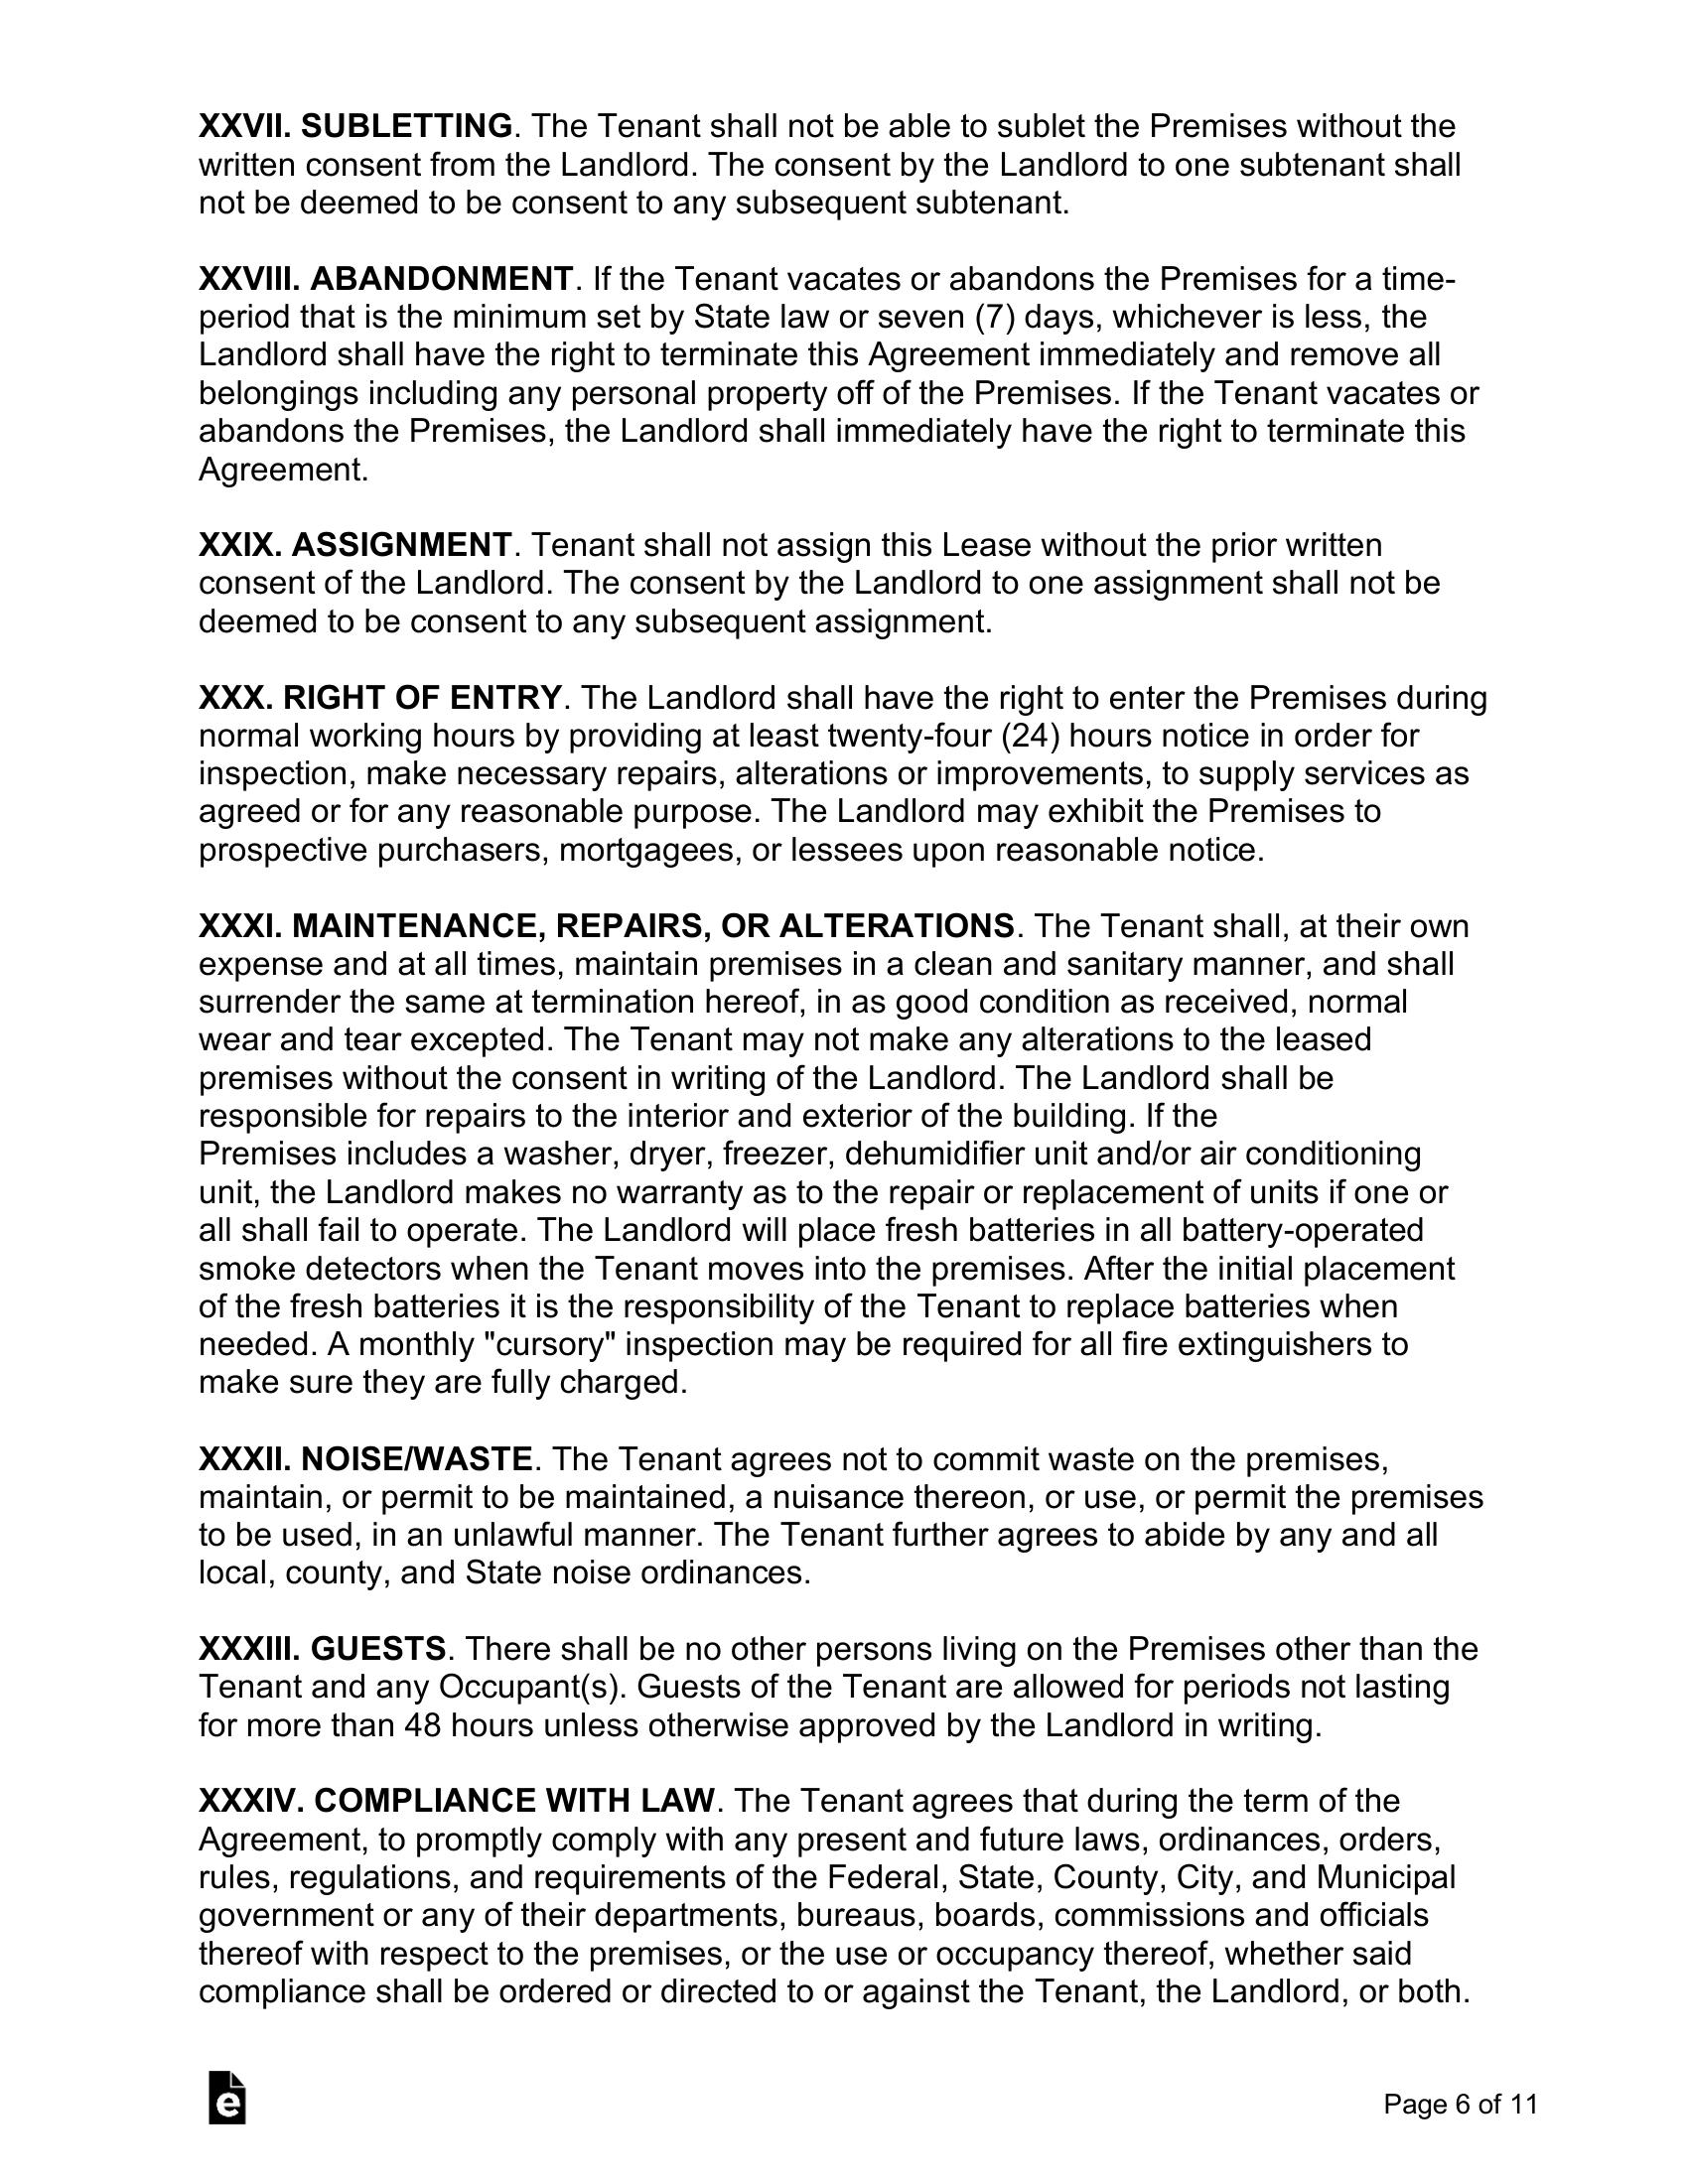 XXVII. SUBLETTING. The Tenant shall not be able to sublet the Premises without the
written consent from the Landlord. The consent by the Landlord to one subtenant shall
not be deemed to be consent to any subsequent subtenant.
XXVIII. ABANDONMENT. If the Tenant vacates or abandons the Premises for a time-
period that is the minimum set by State law or seven (7) days, whichever is less, the
Landlord shall have the right to terminate this Agreement immediately and remove all
belongings including any personal property off of the Premises. If the Tenant vacates or
abandons the Premises, the Landlord shall immediately have the right to terminate this
Agreement.
XXIX. ASSIGNMENT. Tenant shall not assign this Lease without the prior written
consent of the Landlord. The consent by the Landlord to one assignment shall not be
deemed to be consent to any subsequent assignment.
XXX. RIGHT OF ENTRY. The Landlord shall have the right to enter the Premises during
normal working hours by providing at least twenty-four (24) hours notice in order for
inspection, make necessary repairs, alterations or improvements, to supply services as
agreed or for any reasonable purpose. The Landlord may exhibit the Premises to
prospective purchasers, mortgagees, or lessees upon reasonable notice.
XXXI. MAINTENANCE, REPAIRS, OR ALTERATIONS. The Tenant shall, at their own
expense and at all times, maintain premises in a clean and sanitary manner, and shall
surrender the same at termination hereof, in as good condition as received, normal
wear and tear excepted. The Tenant may not make any alterations to the leased
premises without the consent in writing of the Landlord. The Landlord shall be
responsible for repairs to the interior and exterior of the building. If the
Premises includes a washer, dryer, freezer, dehumidifier unit and/or air conditioning
unit, the Landlord makes no warranty as to the repair or replacement of units if one or
all shall fail to operate. The Landlord will place fresh batteries in all battery-operated
smoke detectors when the Tenant moves into the premises. After the initial placement
of the fresh batteries it is the responsibility of the Tenant to replace batteries when
needed. A monthly "cursory" inspection may be required for all fire extinguishers to
make sure they are fully charged.
XXXII. NOISE/WASTE. The Tenant agrees not to commit waste on the premises,
maintain, or permit to be maintained, a nuisance thereon, or use, or permit the premises
to be used, in an unlawful manner. The Tenant further agrees to abide by any and all
local, county, and State noise ordinances.
XXXIII. GUESTS. There shall be no other persons living on the Premises other than the
Tenant and any Occupant(s). Guests of the Tenant are allowed for periods not lasting
for more than 48 hours unless otherwise approved by the Landlord in writing.
XXXIV. COMPLIANCE WITH LAW. The Tenant agrees that during the term of the
Agreement, to promptly comply with any present and future laws, ordinances, orders,
rules, regulations, and requirements of the Federal, State, County, City, and Municipal
government or any of their departments, bureaus, boards, commissions and officials
thereof with respect to the premises, or the use or occupancy thereof, whether said
compliance shall be ordered or directed to or against the Tenant, the Landlord, or both.
e
Page 6 of 11